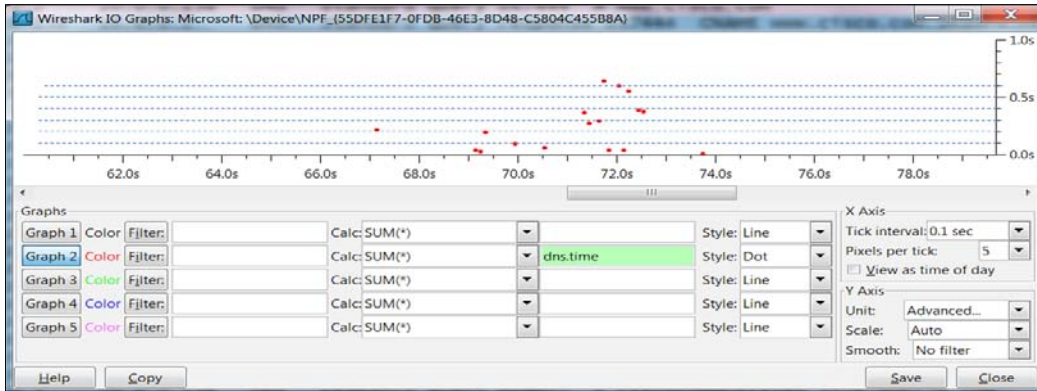 Wireshark IO Graphs: Microsoft: \Device\NPF_{55DFE1F7-0FDB-46E3-8D48-C5804C455B8A}
1.0s
0.5s
0.0s
62.0s 64.0s 66.0s 68.0s 70.0s 72.0s 74.0s 76.0s 78.0s
Graphs
Graph 1 Color Filter: Calc: SUM(*) Style: Line
Graph 2 Color Filter: Calc: SUM(*) dns.time Style: Dot
Graph 3 Color Filter: Calc: SUM(*) Style: Line
Graph 4 Color Filter: Calc: SUM(*) Style: Line
Graph 5 Color Filter: Calc: SUM(*) Style: Line
X Axis
Tick interval: 0.1 sec
Pixels per tick: 5
View as time of day
Y Axis
Unit: Advanced...
Scale: Auto
Smooth: No filter
Help Copy Save Close